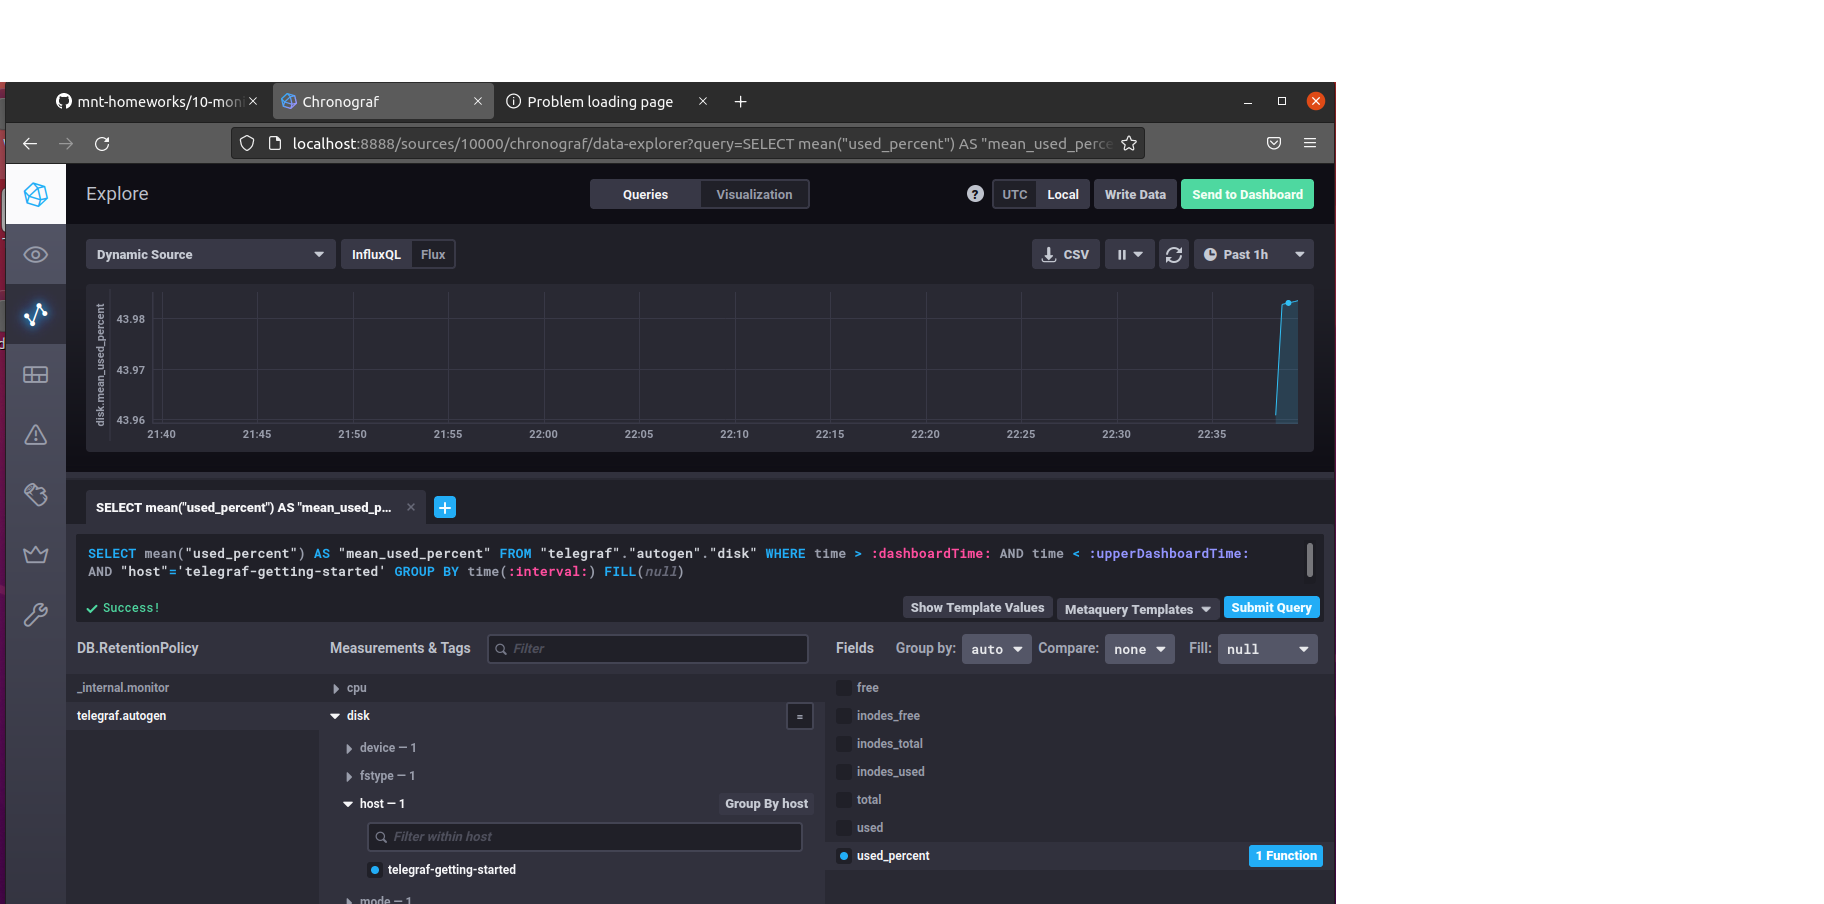 mnt-homeworks/10-moni
Chronograf
Problem loading page
localhost:8888/sources/10000/chronograf/data-explorer?query=SELECT mean("used_percent") AS "mean_used_perce
Explore
Queries
Visualization
?
UTC
Local
Write Data
Send to Dashboard
Dynamic Source
InfluxQL
Flux
CSV
Past 1h
disk.mean_used_percent
43.98
43.97
43.96
21:40
21:45
21:50
21:55
22:00
22:05
22:10
22:15
22:20
22:25
22:30
22:35
SELECT mean("used_percent") AS "mean_used_p...
SELECT mean("used_percent") AS "mean_used_percent" FROM "telegraf"."autogen"."disk" WHERE time > :dashboardTime: AND time < :upperDashboardTime:
AND "host"='telegraf-getting-started' GROUP BY time(:interval:) FILL(null)
Success!
Show Template Values
Metaquery Templates
Submit Query
DB.RetentionPolicy
Measurements & Tags
Filter
Fields
Group by:
auto
Compare:
none
Fill:
null
_internal.monitor
telegraf.autogen
cpu
disk
=
device — 1
fstype — 1
host — 1
Group By host
Filter within host
telegraf-getting-started
mode — 1
free
inodes_free
inodes_total
inodes_used
total
used
used_percent
1 Function